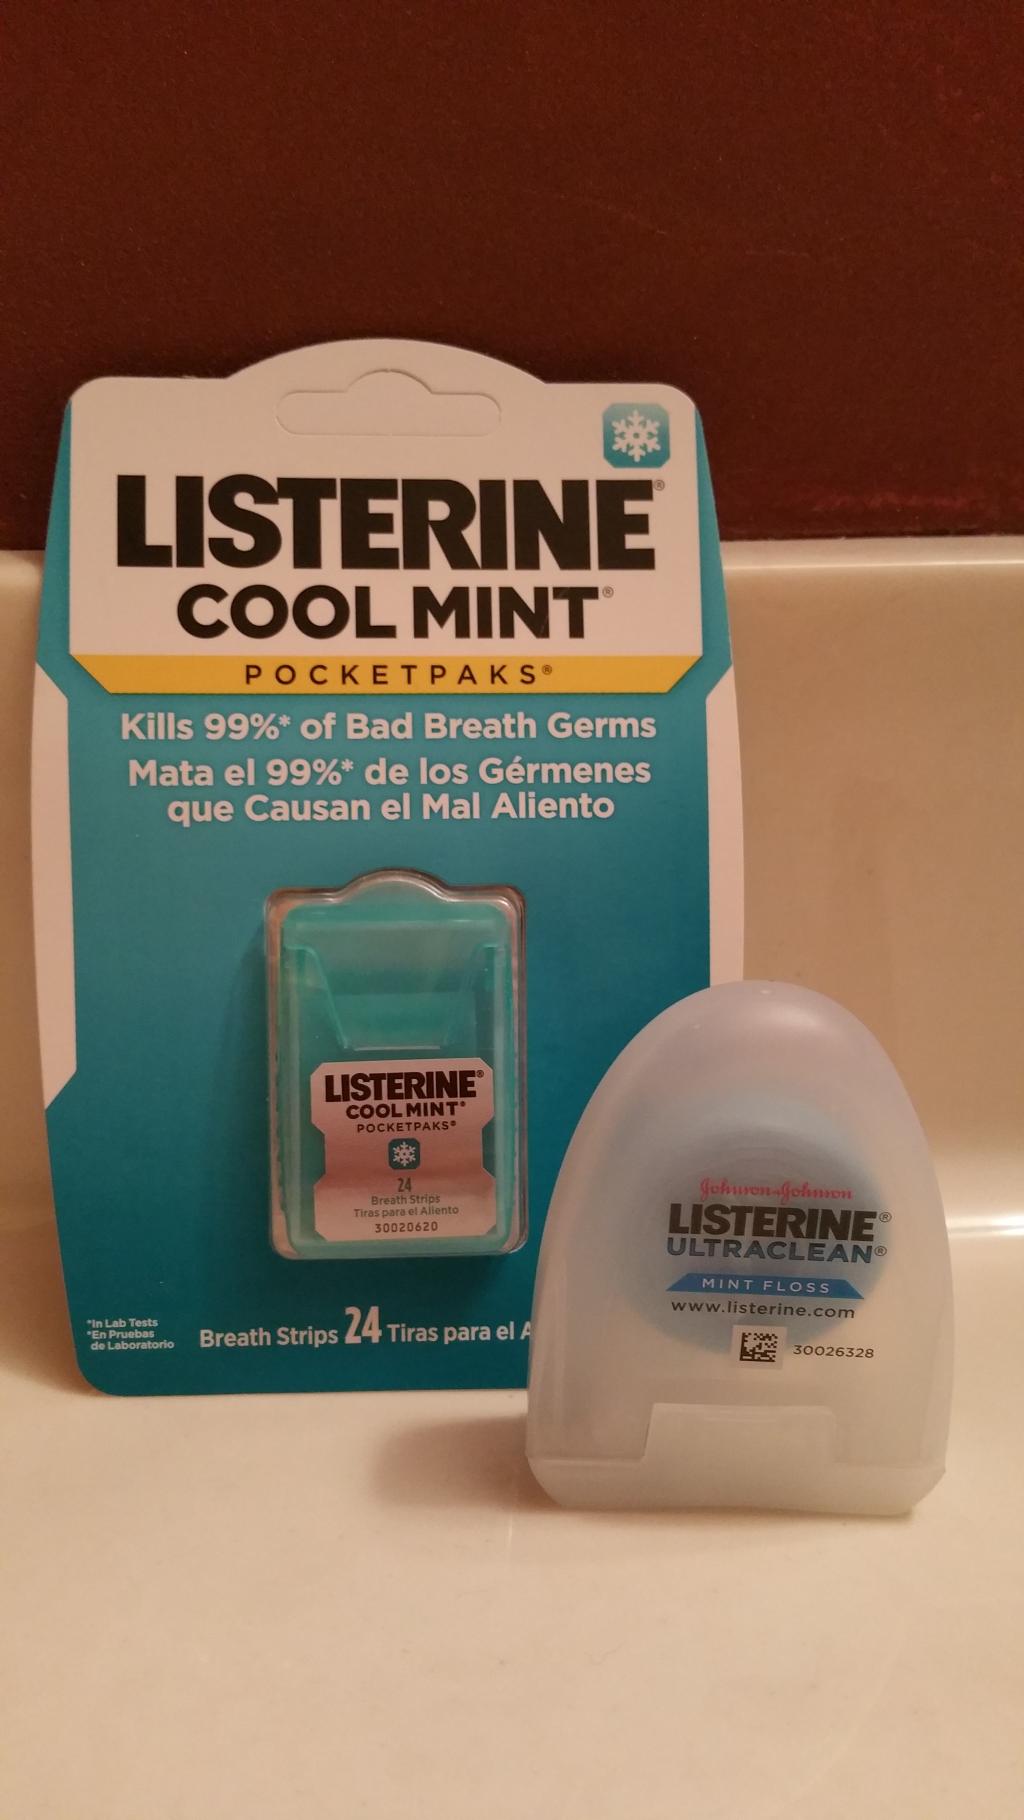 LISTERINE®
COOL MINT®
POCKETPAKS®
Kills 99%* of Bad Breath Germs
Mata el 99%* de los Gérmenes
que Causan el Mal Aliento
LISTERINE®
COOL MINT®
POCKETPAKS®
24
Breath Strips
Tiras para el Aliento
30020620
*In Lab Tests
*En Pruebas
de Laboratorio
Breath Strips 24 Tiras para el A
Johnson & Johnson
LISTERINE®
ULTRACLEAN®
MINT FLOSS
www.listerine.com
30026328